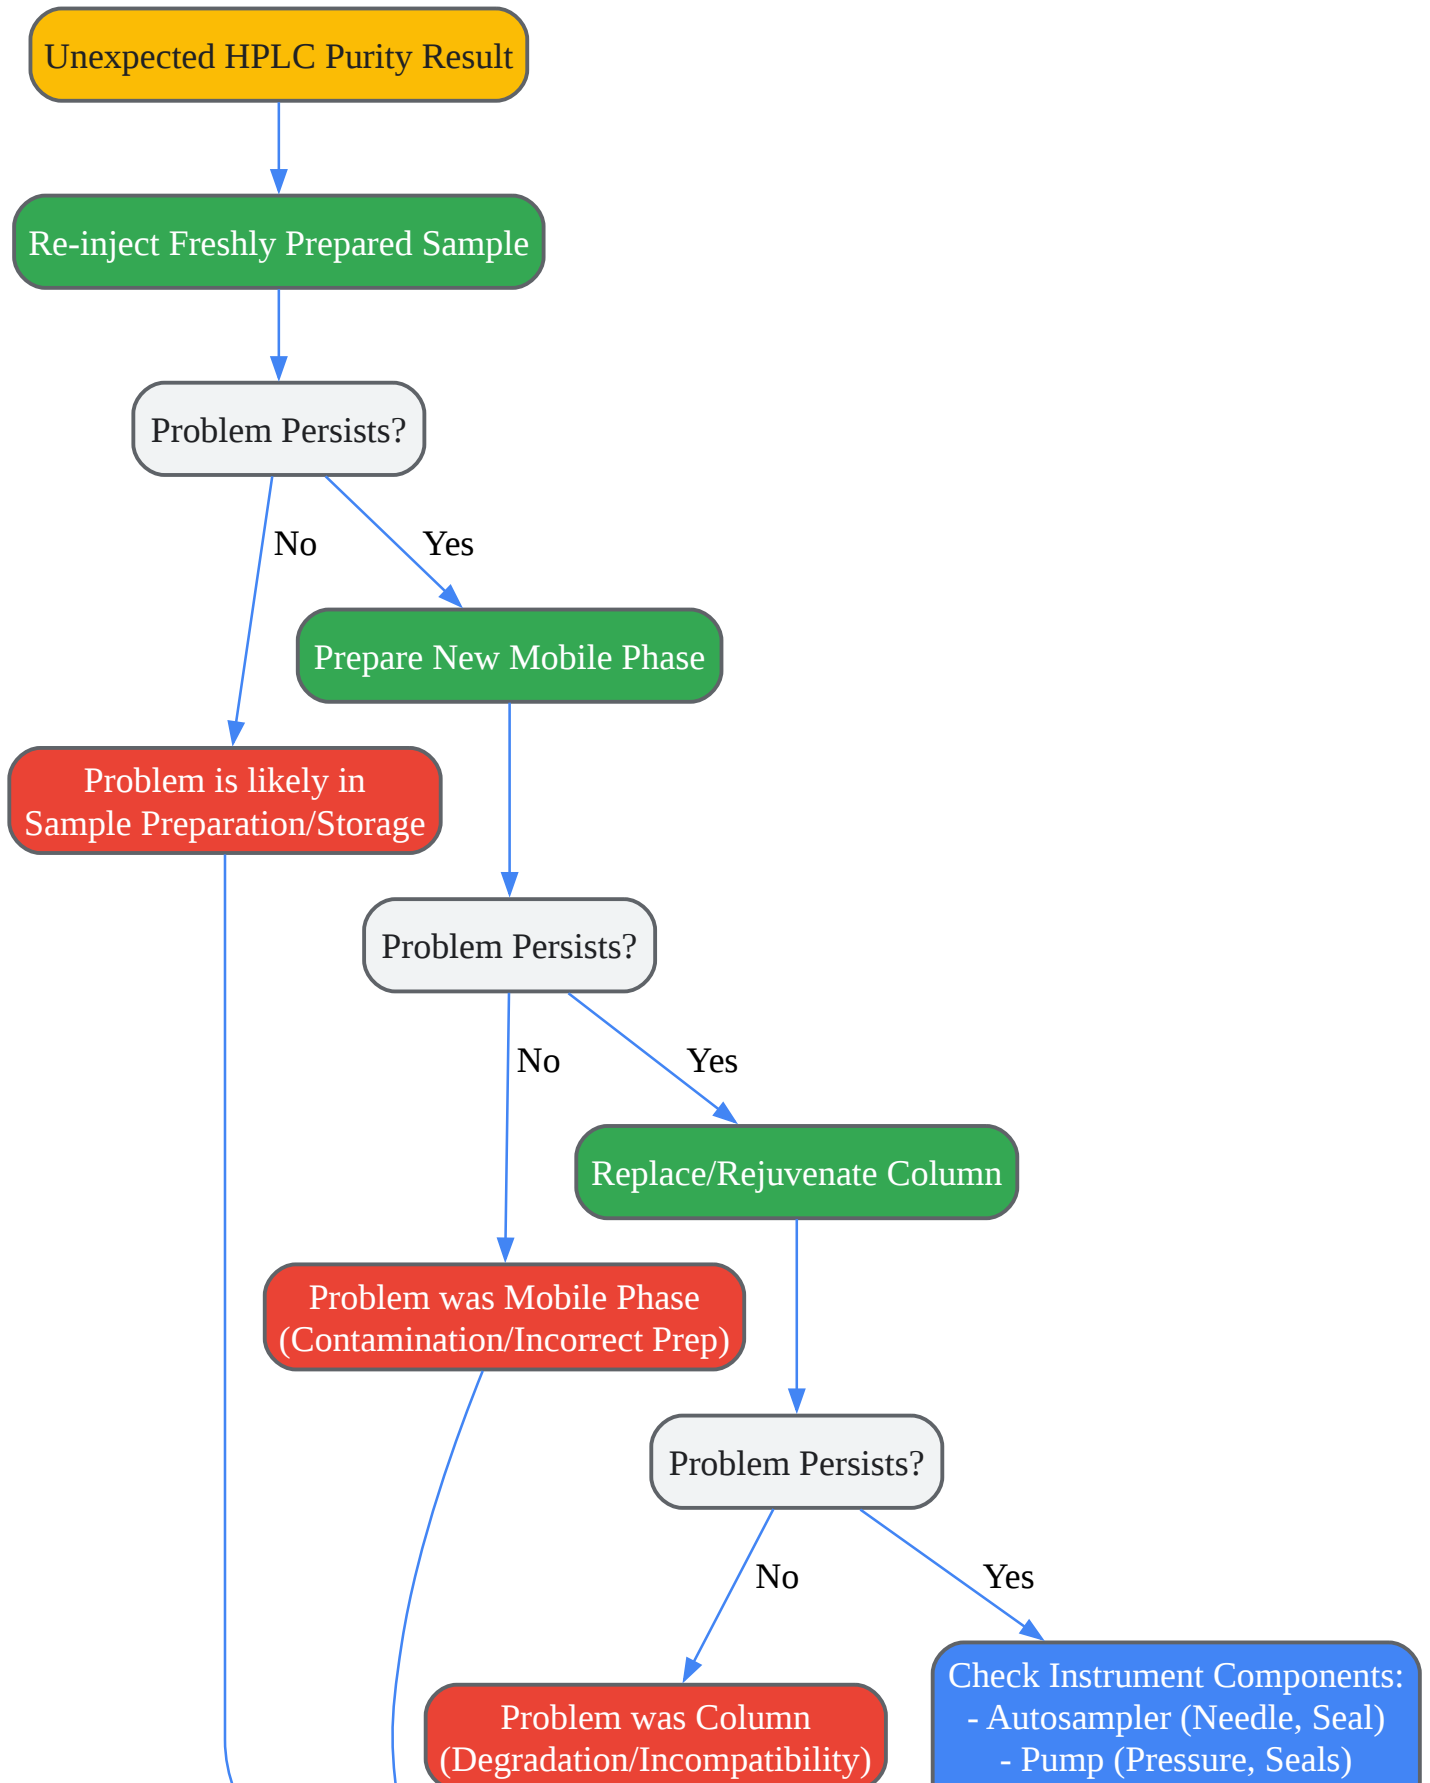 Unexpected HPLC Purity Result
Re-inject Freshly Prepared Sample
Problem Persists?
No
Yes
Prepare New Mobile Phase
Problem is likely in
Sample Preparation/Storage
Problem Persists?
No
Yes
Replace/Rejuvenate Column
Problem was Mobile Phase
(Contamination/Incorrect Prep)
Problem Persists?
No
Yes
Check Instrument Components:
- Autosampler (Needle, Seal)
- Pump (Pressure, Seals)
Problem was Column
(Degradation/Incompatibility)